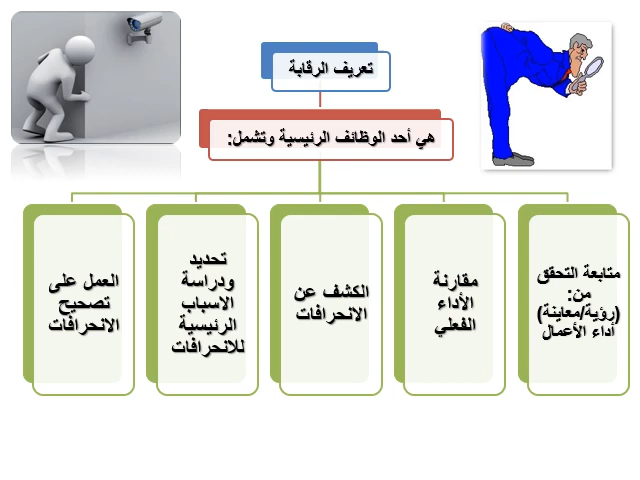 تعريف الرقابة
هي أحد الوظائف الرئيسية وتشمل:
متابعة التحقق
من:
(رؤية/معاينة)
أداء الأعمال
مقارنة
الأداء
الفعلي
الكشف عن
الانحرافات
تحديد
ودراسة
الاسباب
الرئيسية
للانحرافات
العمل على
تصحيح
الانحرافات